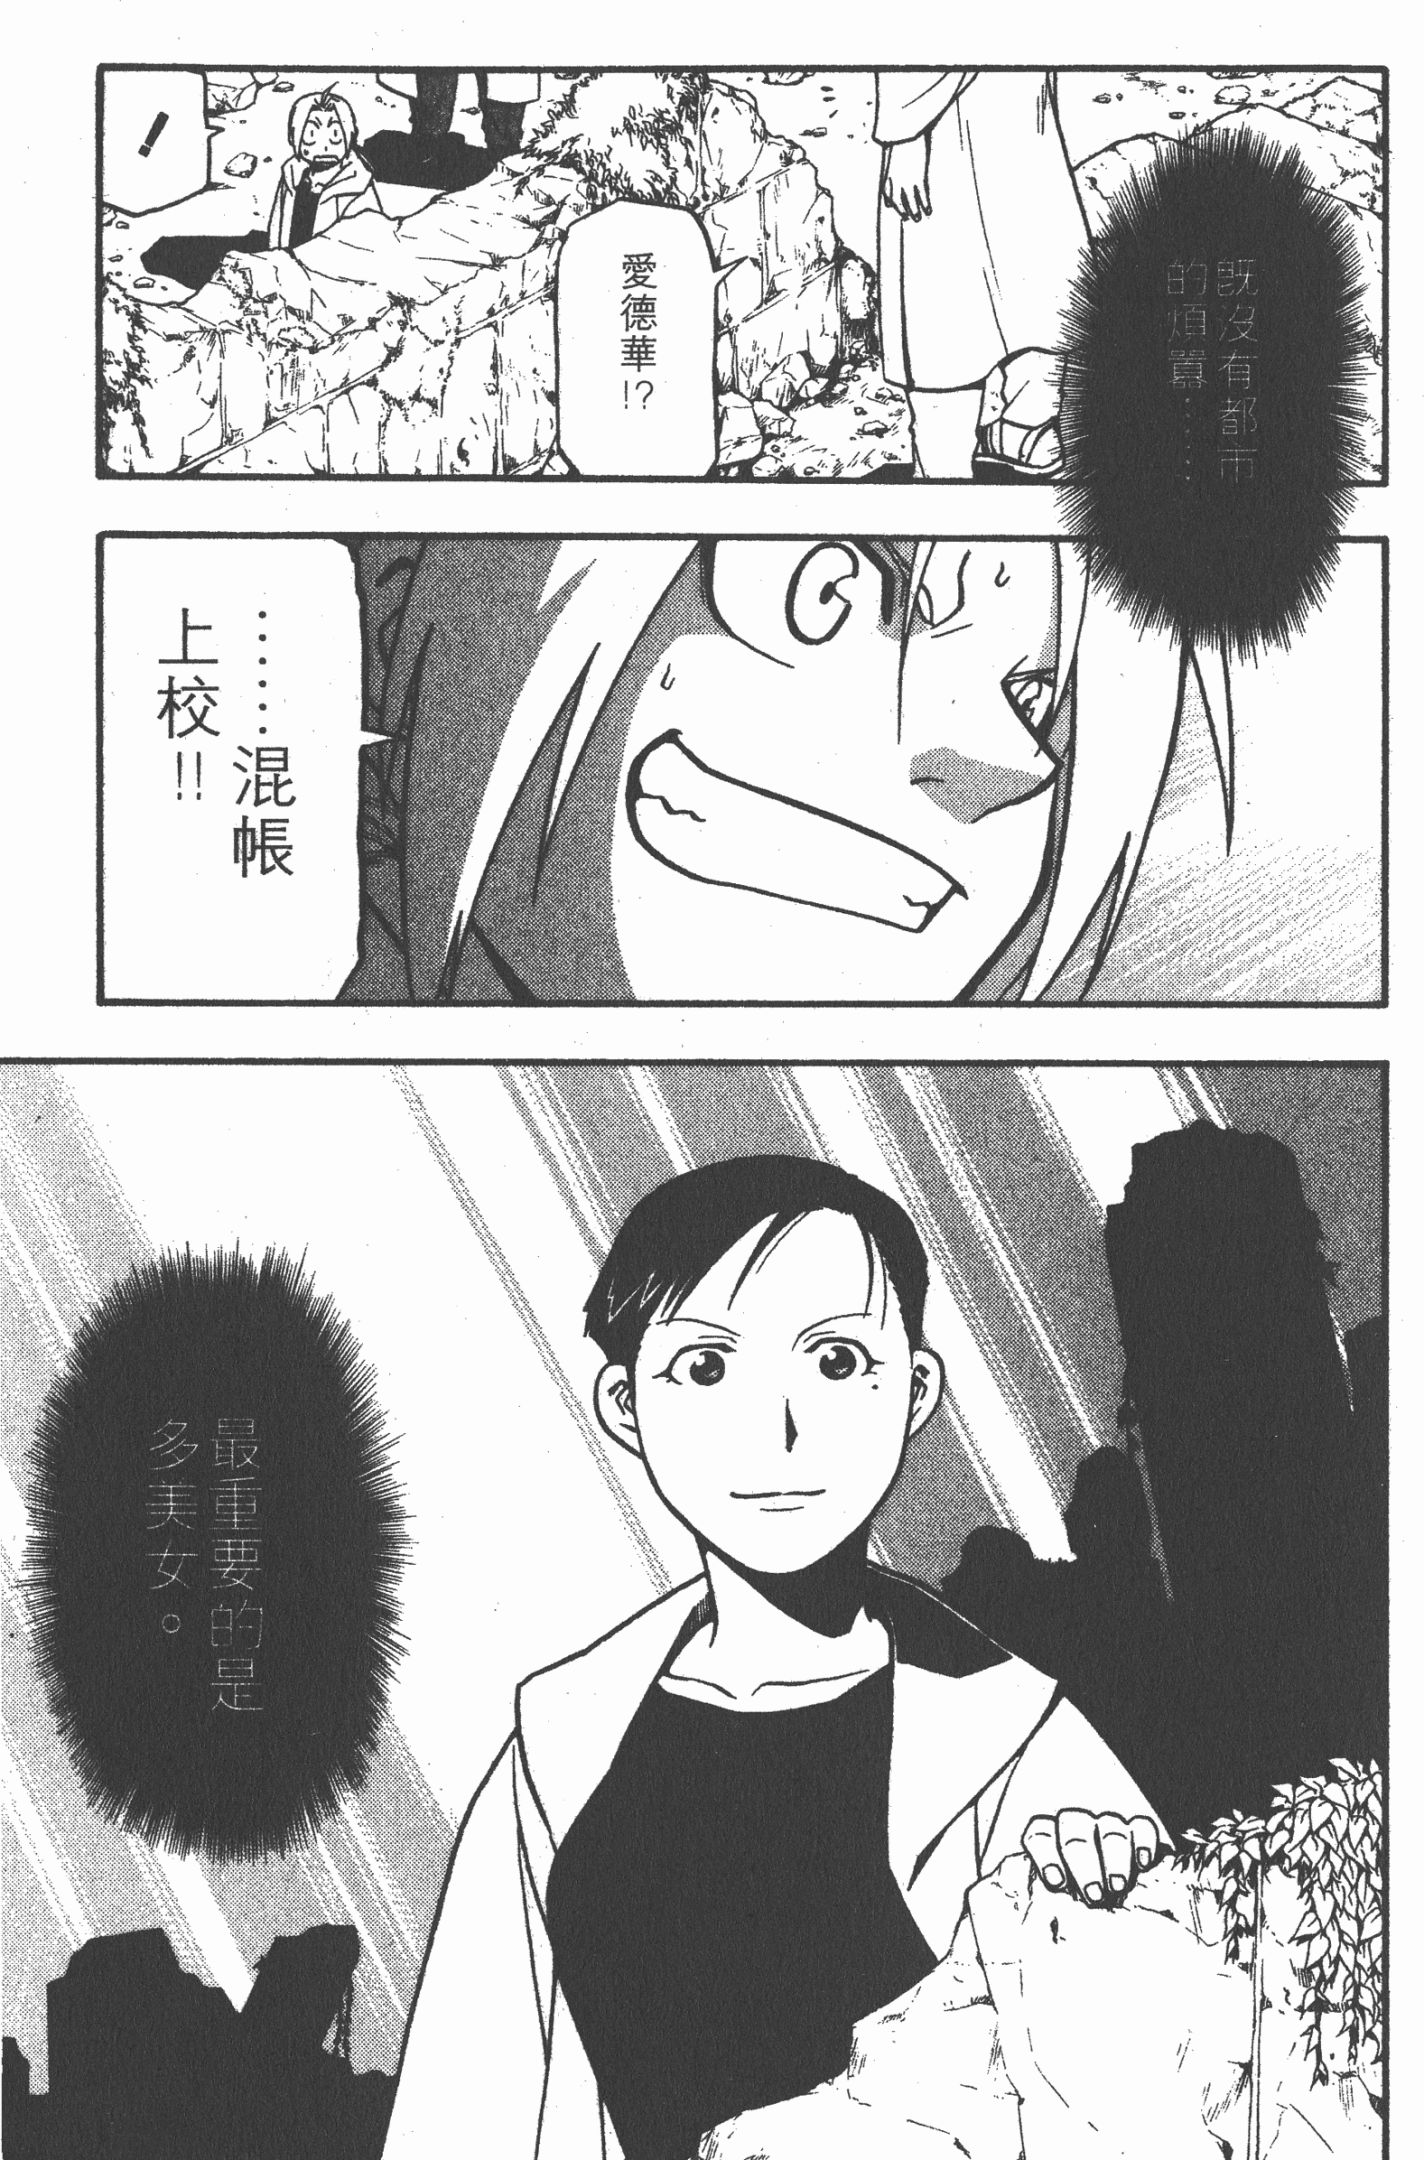 既沒有都市
的煩囂……
愛德華!?
！
……混帳
上校!!
最重要的是
多美女。